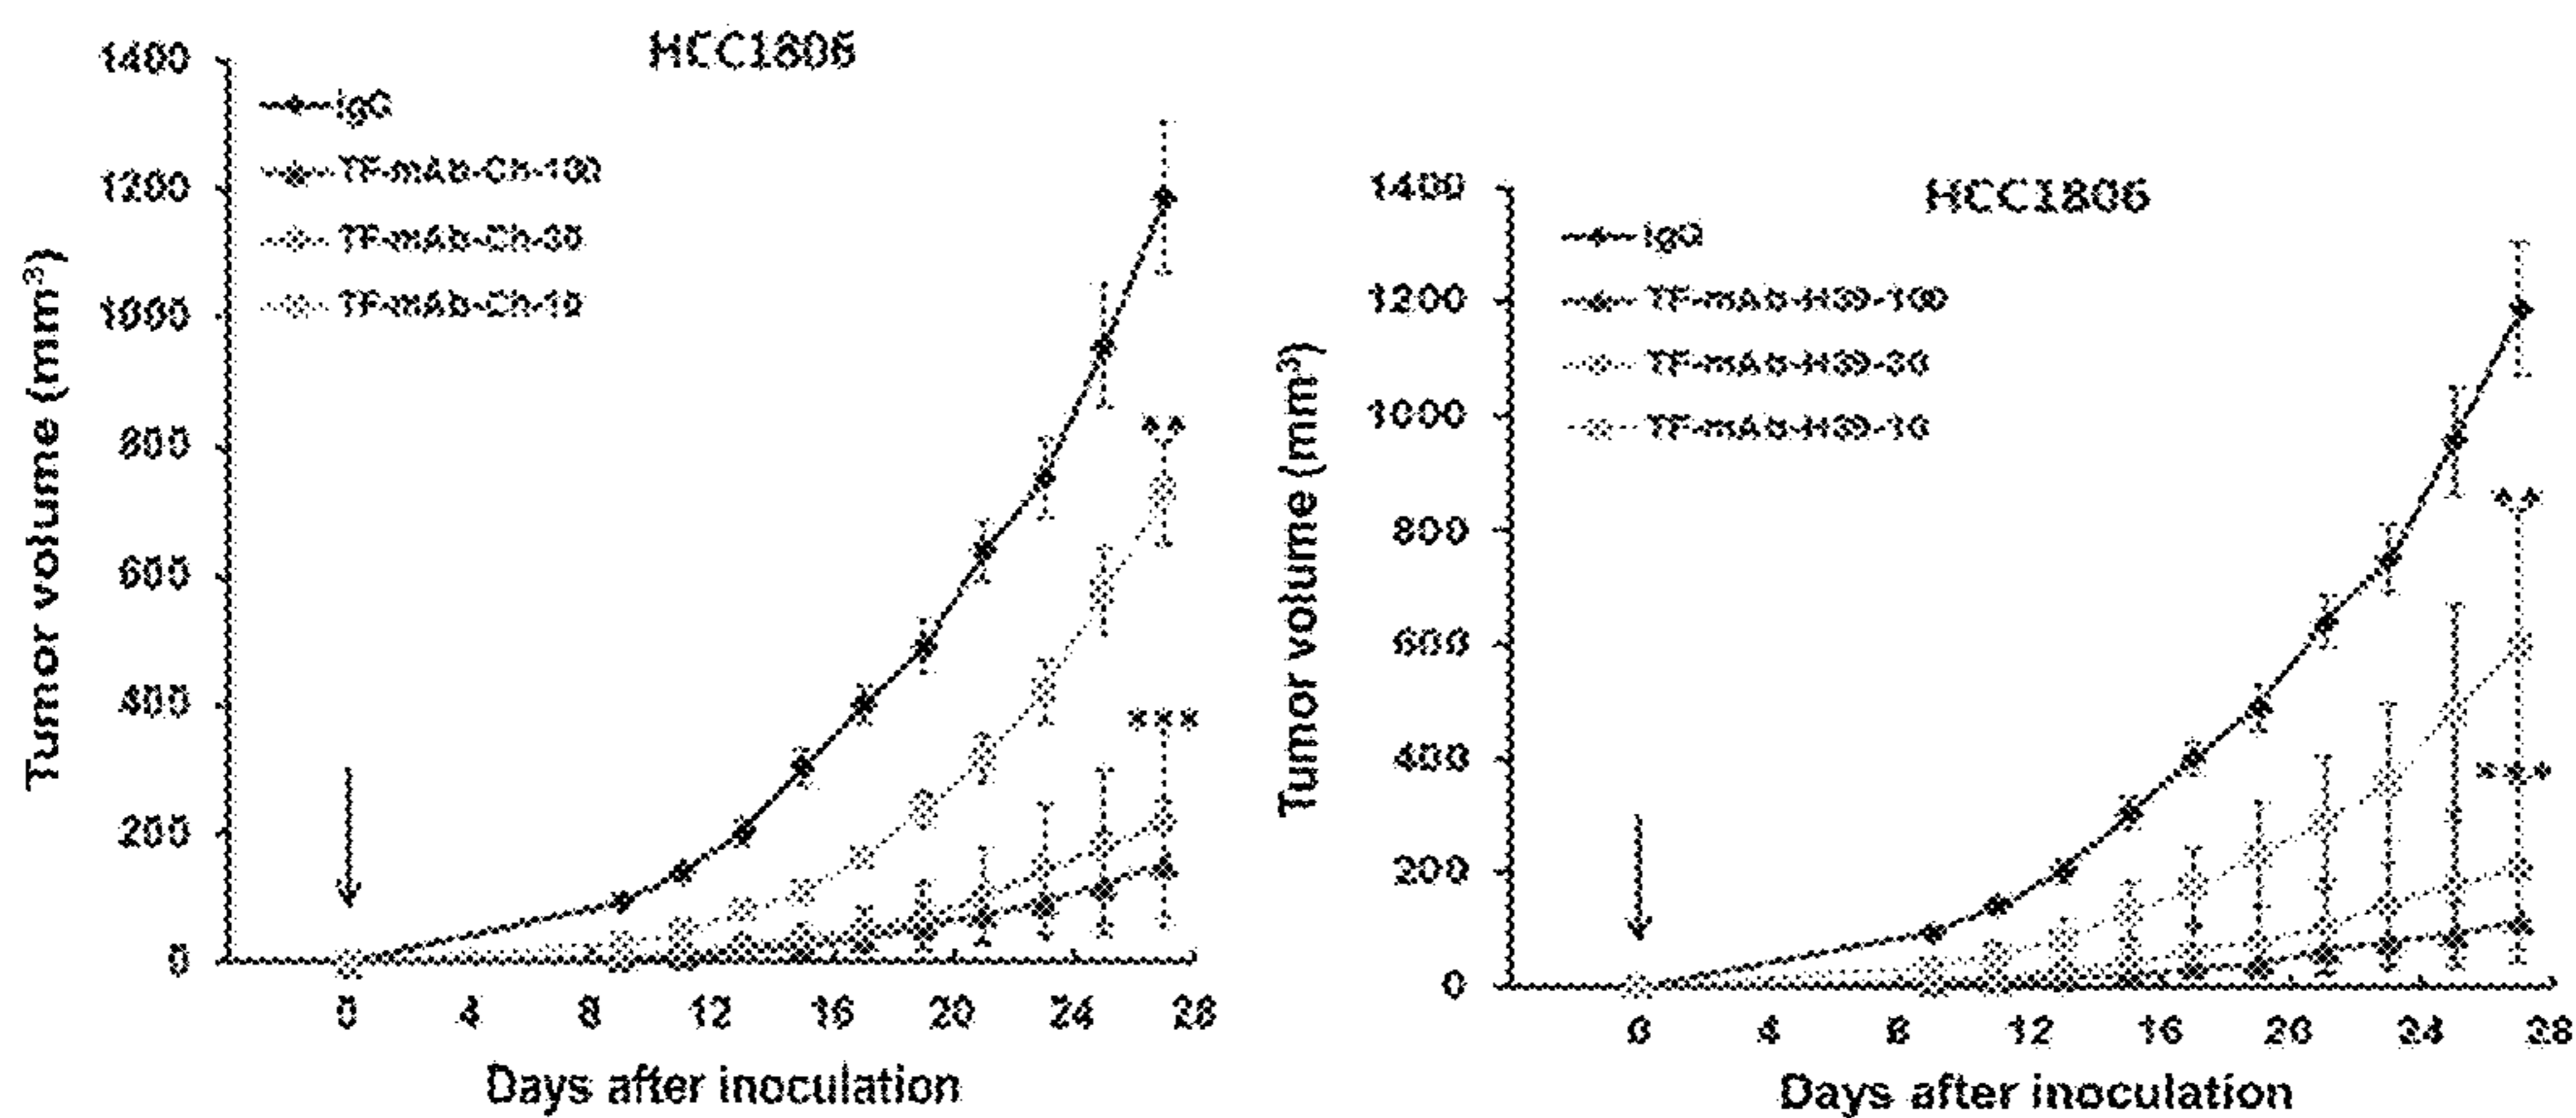 HCC1806
1400
1200
1000
800
600
400
200
0
IgG
TF-mAb-Ch-100
TF-mAb-Ch-30
TF-mAb-Ch-10
**
***
Tumor volume (mm³)
0 4 8 12 16 20 24 28
Days after inoculation
HCC1806
1400
1200
1000
800
600
400
200
0
IgG
TF-mAb-H39-100
TF-mAb-H39-30
TF-mAb-H39-10
**
***
Tumor volume (mm³)
0 4 8 12 16 20 24 28
Days after inoculation